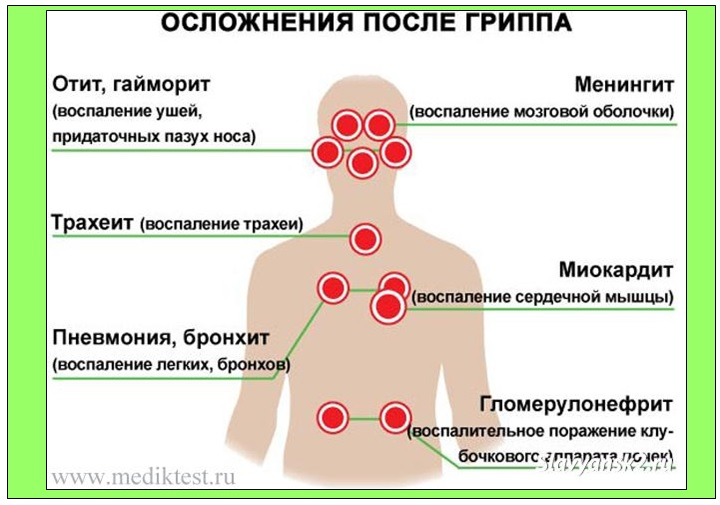 ОСЛОЖНЕНИЯ ПОСЛЕ ГРИППА
Отит, гайморит
(воспаление ушей,
придаточных пазух носа)
Менингит
(воспаление мозговой оболочки)
Трахеит (воспаление трахеи)
Миокардит
(воспаление сердечной мышцы)
Пневмония, бронхит
(воспаление легких, бронхов)
Гломерулонефрит
(воспалительное поражение клу-
бочкового аппарата почек)
www.mediktest.ru